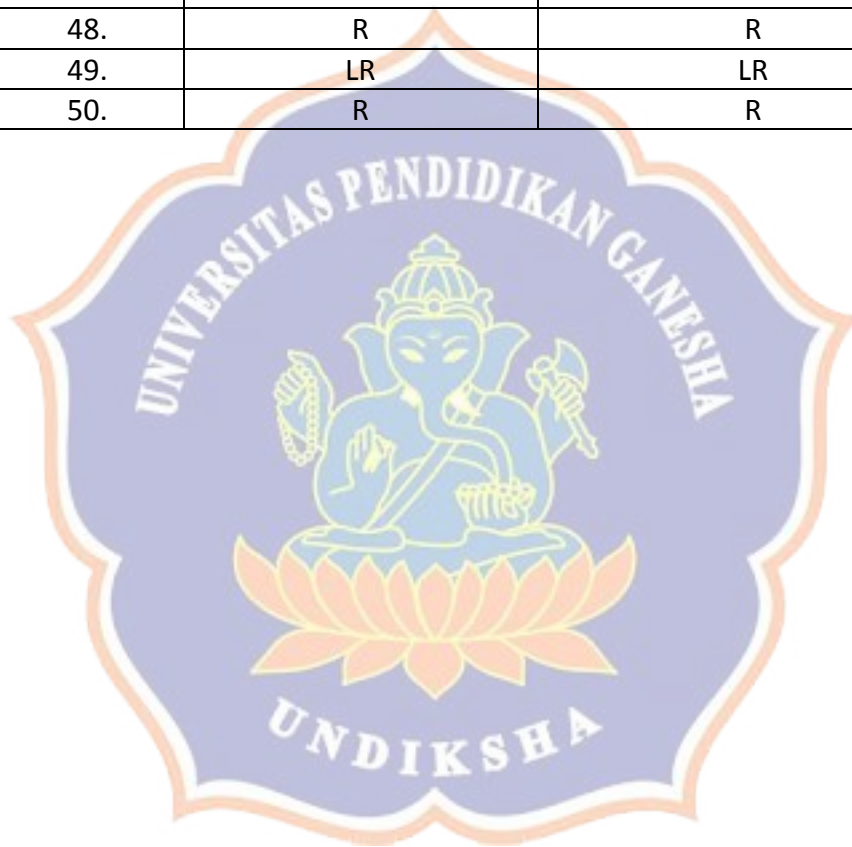 48. R R
49. LR LR
50. R R
UNIVERSITAS PENDIDIKAN GANESHA
UNDIKSHA